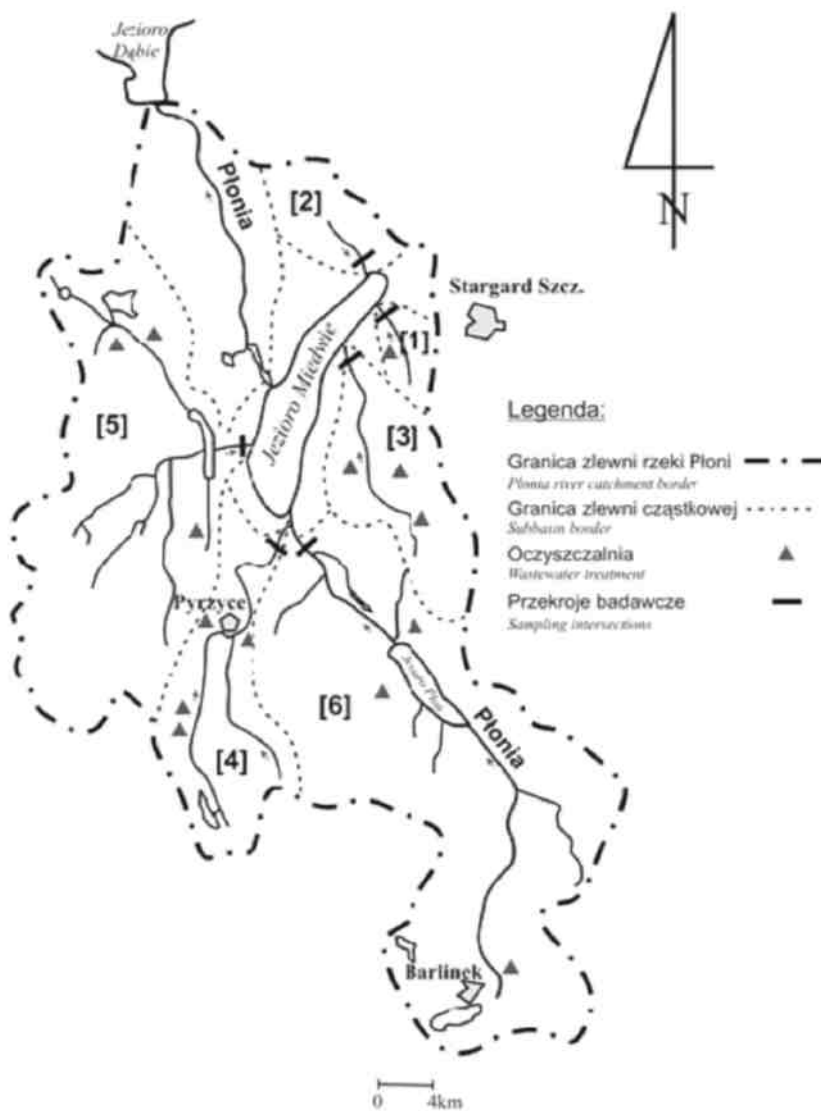 Jezioro
Dąbie
Płonia
[2]
N
Stargard Szcz.
[1]
Jezioro Miedwie
[3]
[5]
Legenda:
Granica zlewni rzeki Płoni
Płonia river catchment border
Granica zlewni cząstkowej
Subbasin border
Oczyszczalnia
Wastewater treatment
Przekroje badawcze
Sampling intersections
Pyrzyce
[6]
Jezioro Płoń
Płonia
[4]
Barlinek
0 4km